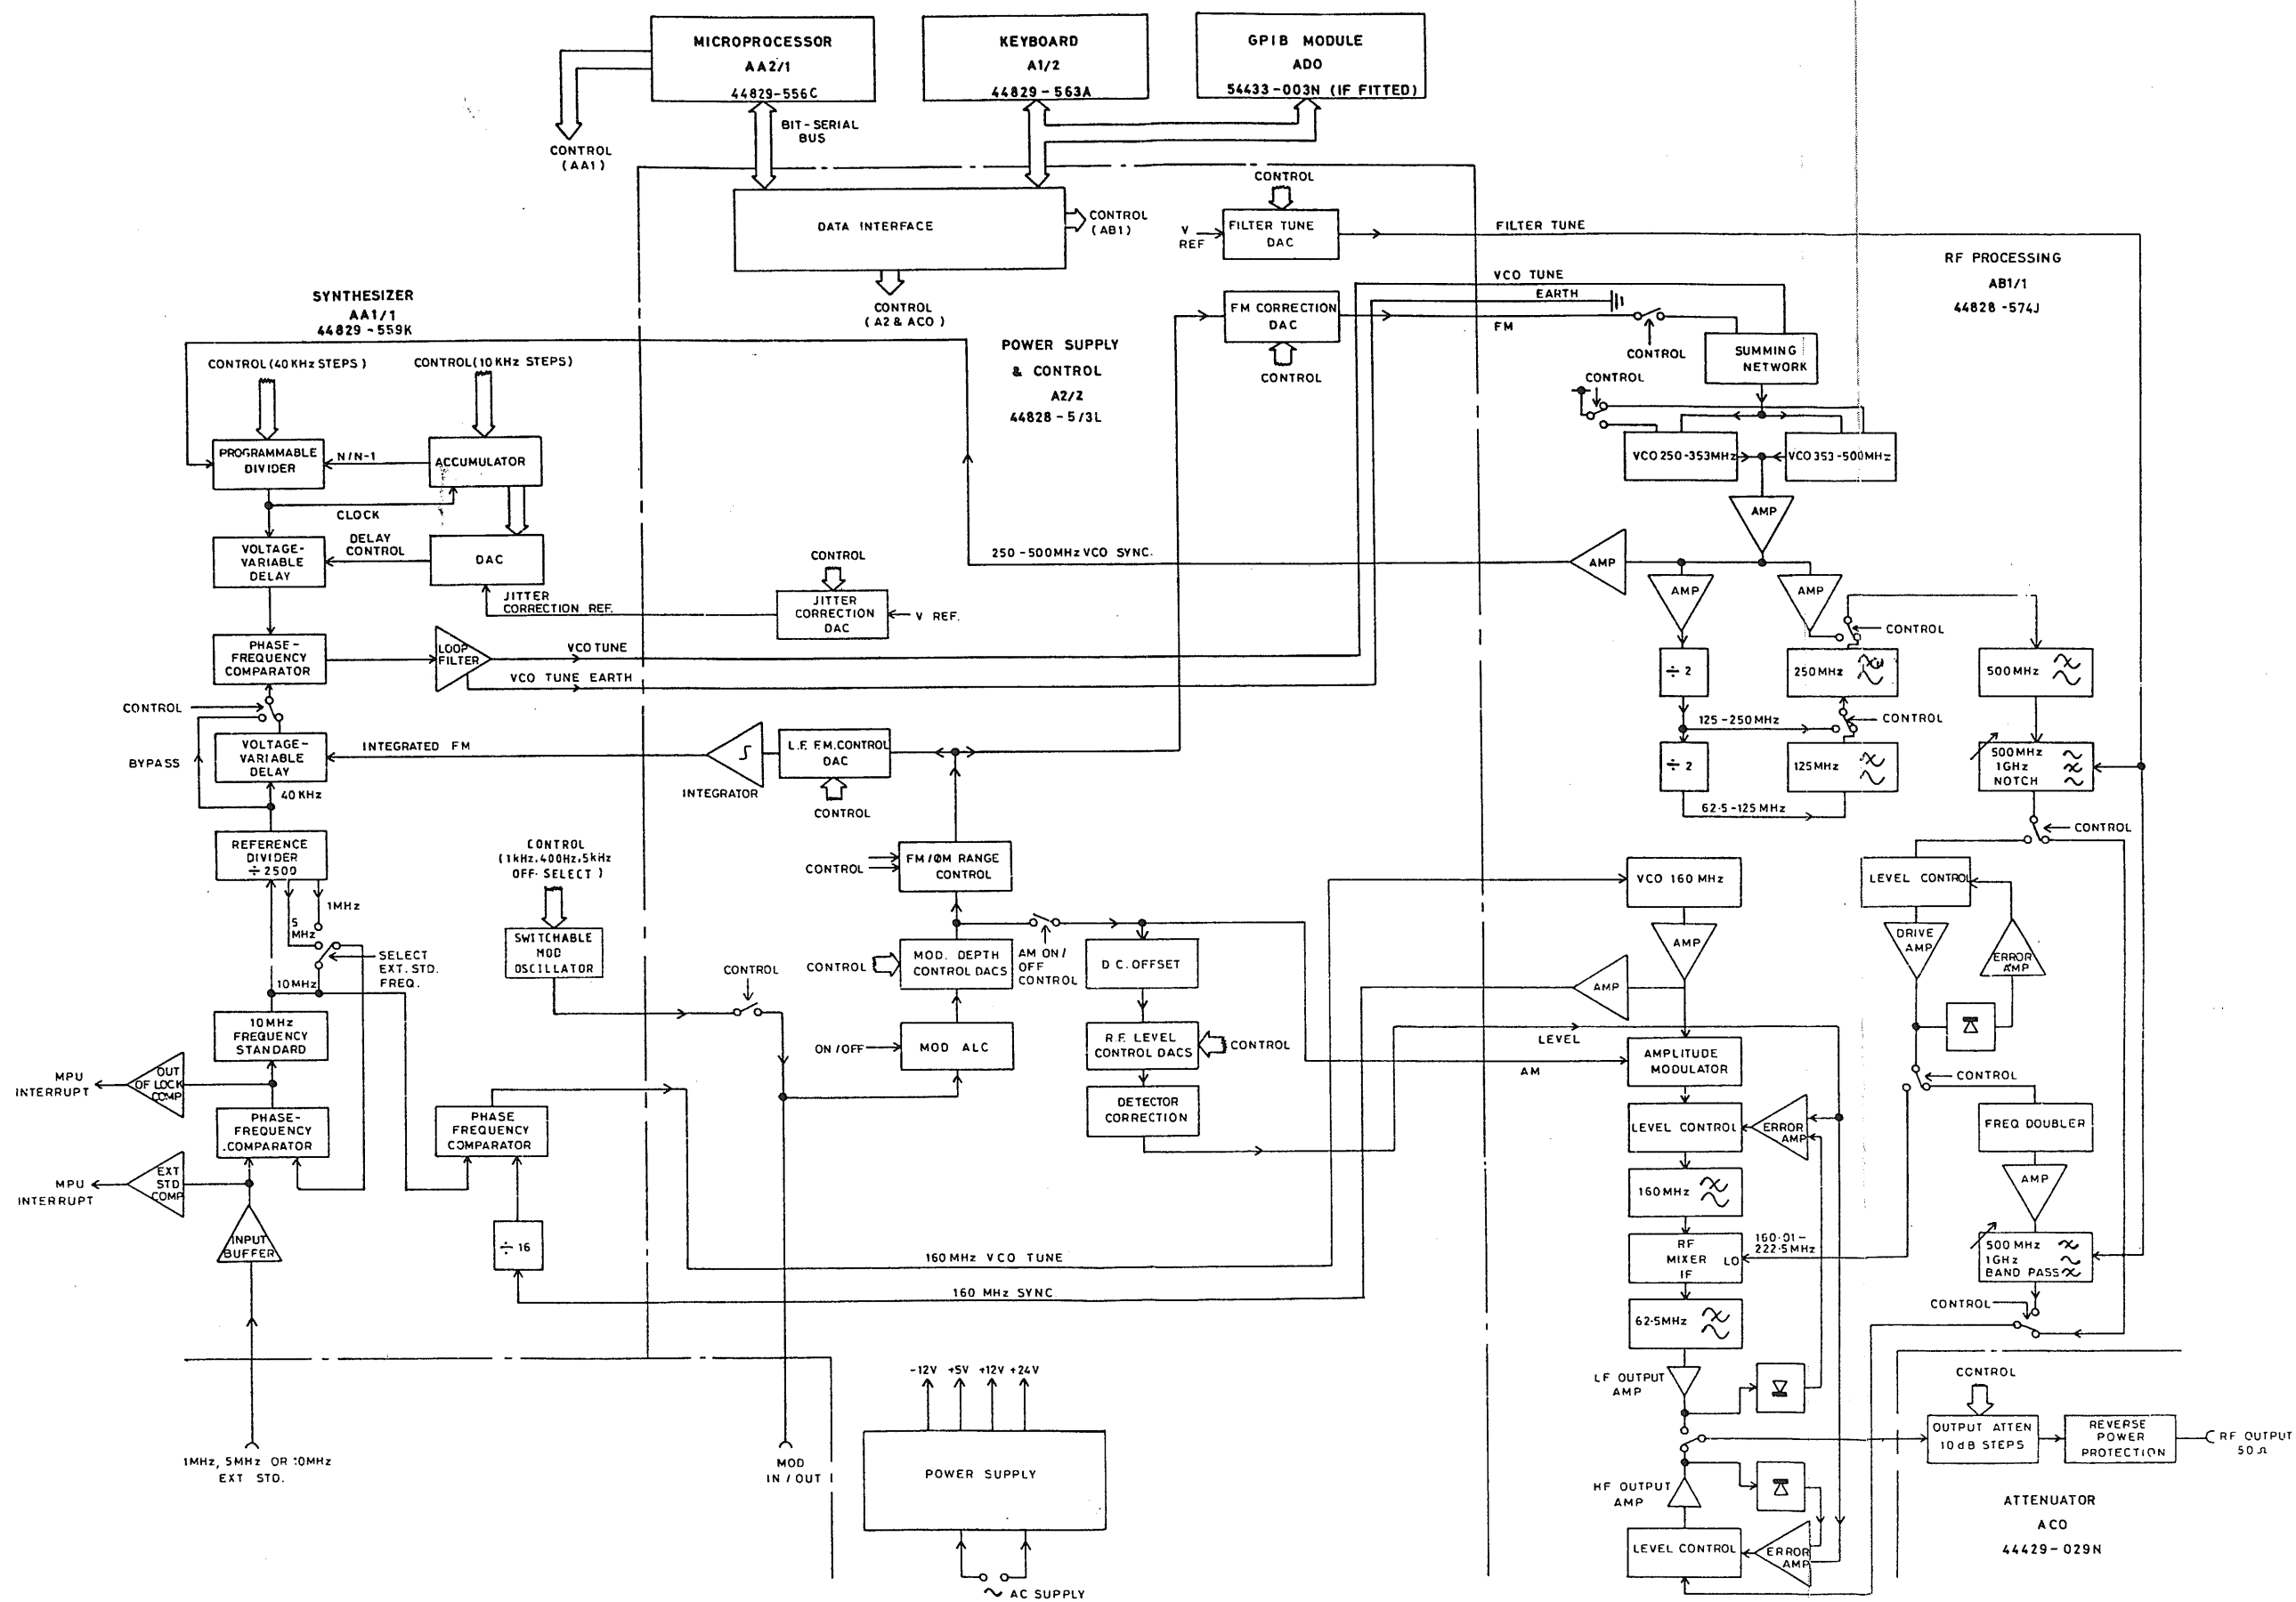 MICROPROCESSOR
AA2/1
44829-556C
KEYBOARD
A1/2
44829-563A
GPIB MODULE
ADO
54433-003N (IF FITTED)
BIT-SERIAL
BUS
CONTROL
(AA1)
DATA INTERFACE
CONTROL
(AB1)
CONTROL
(A2 & ACO)
CONTROL
V
REF
FILTER TUNE
DAC
FILTER TUNE
RF PROCESSING
AB1/1
44828-574J
VCO TUNE
EARTH
FM CORRECTION
DAC
FM
CONTROL
CONTROL
SUMMING
NETWORK
CONTROL
VCO 250-353MHz
VCO 353-500MHz
AMP
SYNTHESIZER
AA1/1
44829-559K
POWER SUPPLY
& CONTROL
A2/2
44828-5/3L
CONTROL (40KHz STEPS)
CONTROL (10KHz STEPS)
PROGRAMMABLE
DIVIDER
N/N-1
ACCUMULATOR
CLOCK
VOLTAGE-
VARIABLE
DELAY
DELAY
CONTROL
DAC
JITTER
CORRECTION REF.
CONTROL
JITTER
CORRECTION
DAC
V REF.
250-500MHz VCO SYNC.
AMP
AMP
AMP
PHASE-
FREQUENCY
COMPARATOR
LOOP
FILTER
VCO TUNE
VCO TUNE EARTH
CONTROL
÷ 2
250MHz
CONTROL
500MHz
VOLTAGE-
VARIABLE
DELAY
BYPASS
INTEGRATED FM
INTEGRATOR
L.F. F.M. CONTROL
DAC
CONTROL
125-250MHz
CONTROL
÷ 2
125MHz
62·5-125MHz
500MHz
1GHz
NOTCH
CONTROL
40KHz
REFERENCE
DIVIDER
÷2500
1MHz
5
MHz
SELECT
EXT. STD.
FREQ.
10MHz
10MHz
FREQUENCY
STANDARD
CONTROL
(1kHz, 400Hz, 5kHz
OFF-SELECT)
SWITCHABLE
MOD
OSCILLATOR
CONTROL
CONTROL
FM/ØM RANGE
CONTROL
CONTROL
MOD. DEPTH
CONTROL DACS
AM ON/
OFF
CONTROL
D C. OFFSET
ON/OFF
MOD ALC
R.F. LEVEL
CONTROL DACS
CONTROL
DETECTOR
CORRECTION
VCO 160 MHz
AMP
AMP
LEVEL CONTROL
DRIVE
AMP
ERROR
AMP
LEVEL
AM
AMPLITUDE
MODULATOR
CONTROL
FREQ DOUBLER
AMP
LEVEL CONTROL
ERROR
AMP
160MHz
RF
MIXER LO
IF
160·01-
222·5MHz
500 MHz
1GHz
BAND PASS
CONTROL
62·5MHz
MPU
INTERRUPT
OUT
OF LOCK
COMP
PHASE-
FREQUENCY
COMPARATOR
MPU
INTERRUPT
EXT
STD
COMP
INPUT
BUFFER
PHASE
FREQUENCY
COMPARATOR
÷ 16
160MHz VCO TUNE
160 MHz SYNC
1MHz, 5MHz OR 10MHz
EXT STD.
MOD
IN / OUT
-12V +5V +12V +24V
POWER SUPPLY
AC SUPPLY
LF OUTPUT
AMP
HF OUTPUT
AMP
LEVEL CONTROL
ERROR
AMP
CONTROL
OUTPUT ATTEN
10dB STEPS
REVERSE
POWER
PROTECTION
RF OUTPUT
50 Ω
ATTENUATOR
ACO
44429-029N